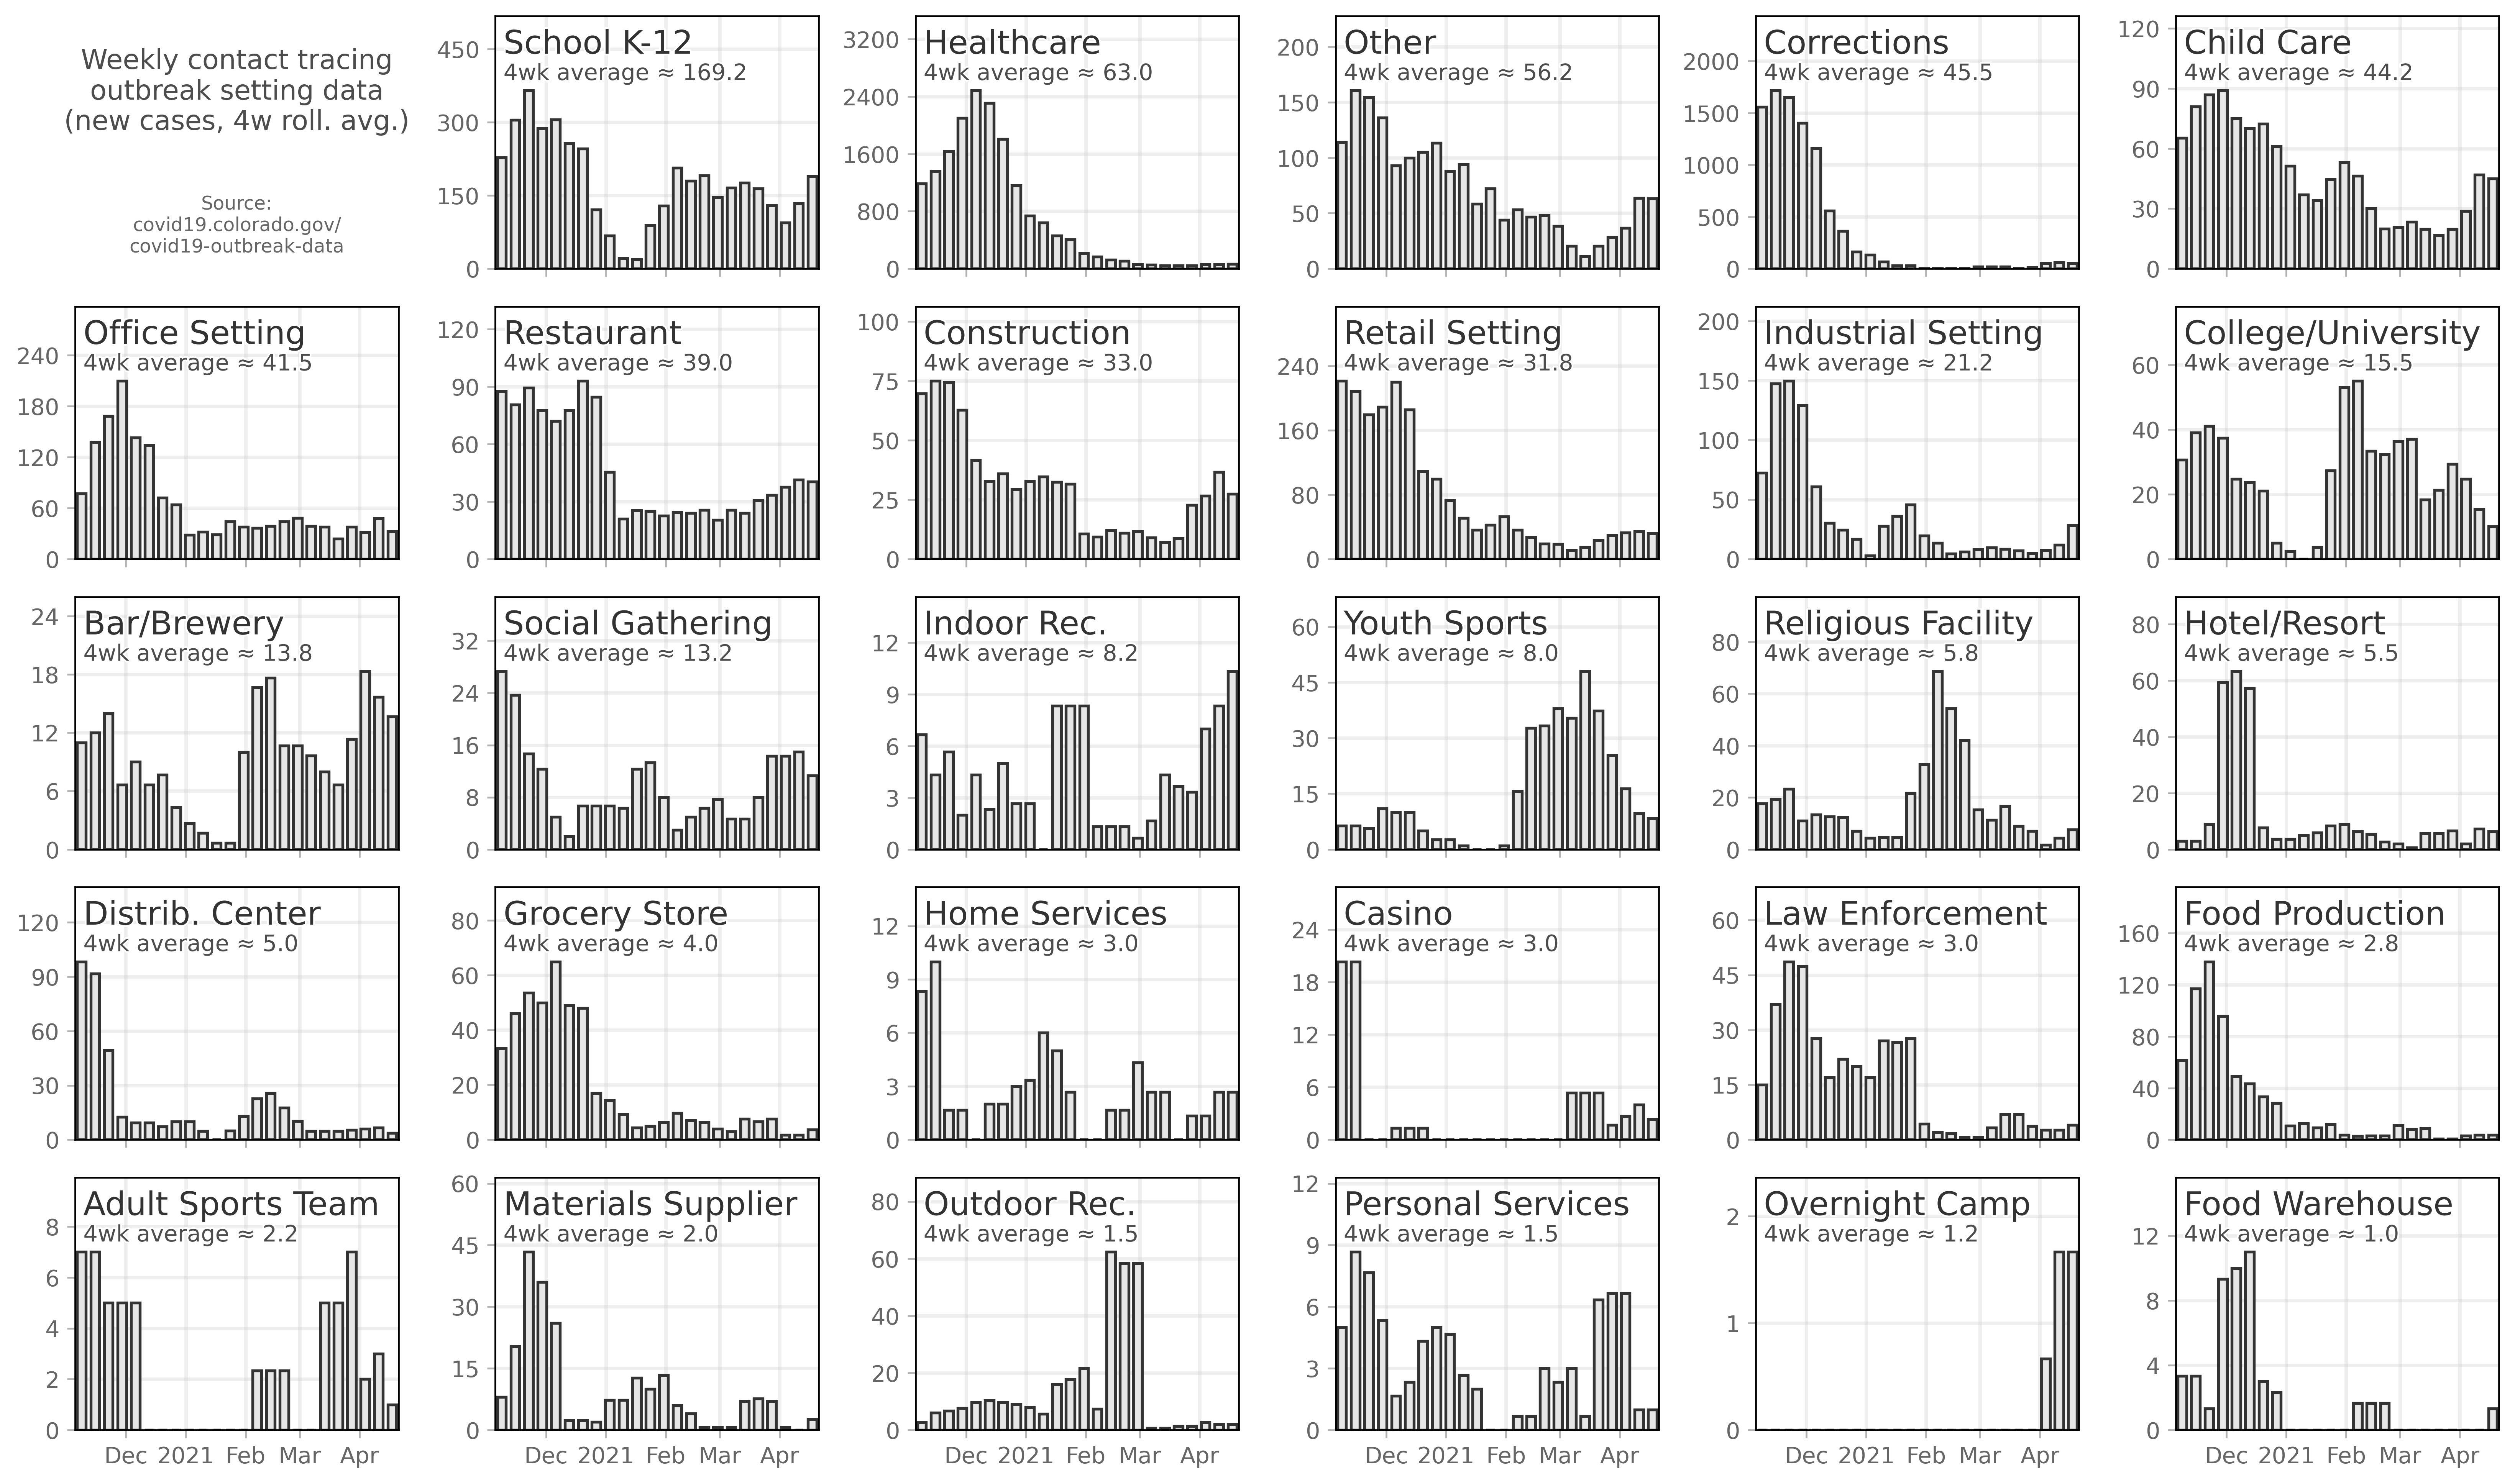 Weekly contact tracing
outbreak setting data
(new cases, 4w roll. avg.)
Source:
covid19.colorado.gov/
covid19-outbreak-data
School K-12
4wk average ≈ 169.2
450
300
150
0
Healthcare
4wk average ≈ 63.0
3200
2400
1600
800
0
Other
4wk average ≈ 56.2
200
150
100
50
0
Corrections
4wk average ≈ 45.5
2000
1500
1000
500
0
Child Care
4wk average ≈ 44.2
120
90
60
30
0
Office Setting
4wk average ≈ 41.5
240
180
120
60
0
Restaurant
4wk average ≈ 39.0
120
90
60
30
0
Construction
4wk average ≈ 33.0
100
75
50
25
0
Retail Setting
4wk average ≈ 31.8
240
160
80
0
Industrial Setting
4wk average ≈ 21.2
200
150
100
50
0
College/University
4wk average ≈ 15.5
60
40
20
0
Bar/Brewery
4wk average ≈ 13.8
24
18
12
6
0
Social Gathering
4wk average ≈ 13.2
32
24
16
8
0
Indoor Rec.
4wk average ≈ 8.2
12
9
6
3
0
Youth Sports
4wk average ≈ 8.0
60
45
30
15
0
Religious Facility
4wk average ≈ 5.8
80
60
40
20
0
Hotel/Resort
4wk average ≈ 5.5
80
60
40
20
0
Distrib. Center
4wk average ≈ 5.0
120
90
60
30
0
Grocery Store
4wk average ≈ 4.0
80
60
40
20
0
Home Services
4wk average ≈ 3.0
12
9
6
3
0
Casino
4wk average ≈ 3.0
24
18
12
6
0
Law Enforcement
4wk average ≈ 3.0
60
45
30
15
0
Food Production
4wk average ≈ 2.8
160
120
80
40
0
Adult Sports Team
4wk average ≈ 2.2
8
6
4
2
0
Dec 2021 Feb Mar Apr
Materials Supplier
4wk average ≈ 2.0
60
45
30
15
0
Dec 2021 Feb Mar Apr
Outdoor Rec.
4wk average ≈ 1.5
80
60
40
20
0
Dec 2021 Feb Mar Apr
Personal Services
4wk average ≈ 1.5
12
9
6
3
0
Dec 2021 Feb Mar Apr
Overnight Camp
4wk average ≈ 1.2
2
1
0
Dec 2021 Feb Mar Apr
Food Warehouse
4wk average ≈ 1.0
12
8
4
0
Dec 2021 Feb Mar Apr